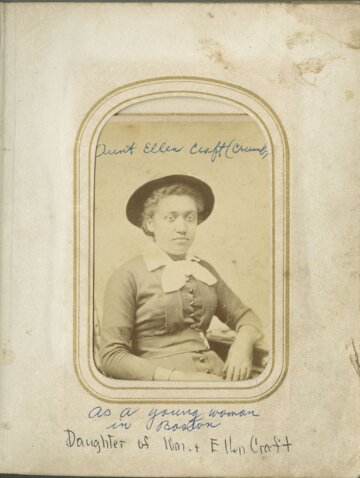 Aunt Ellen Craft (Crum)
as a young woman
in Boston
Daughter of Wm. + Ellen Craft